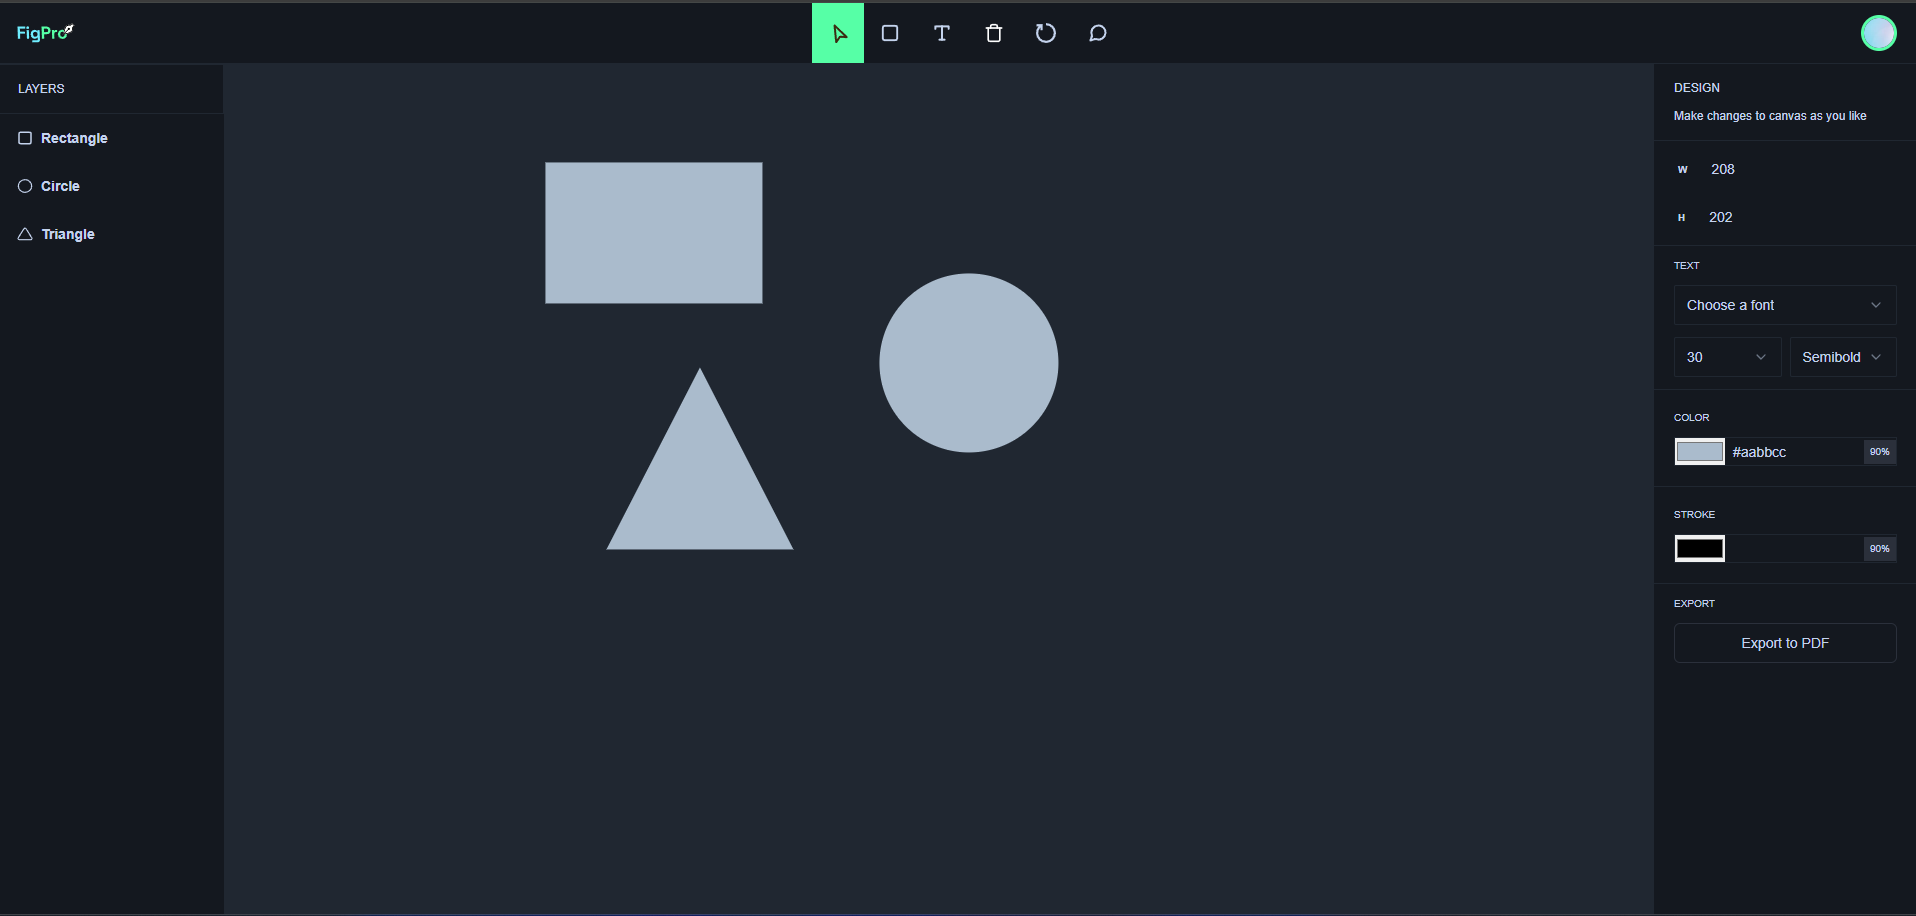 FigPro
LAYERS
Rectangle
Circle
Triangle
DESIGN
Make changes to canvas as you like
W 208
H 202
TEXT
Choose a font
30 Semibold
COLOR
#aabbcc 90%
STROKE
90%
EXPORT
Export to PDF